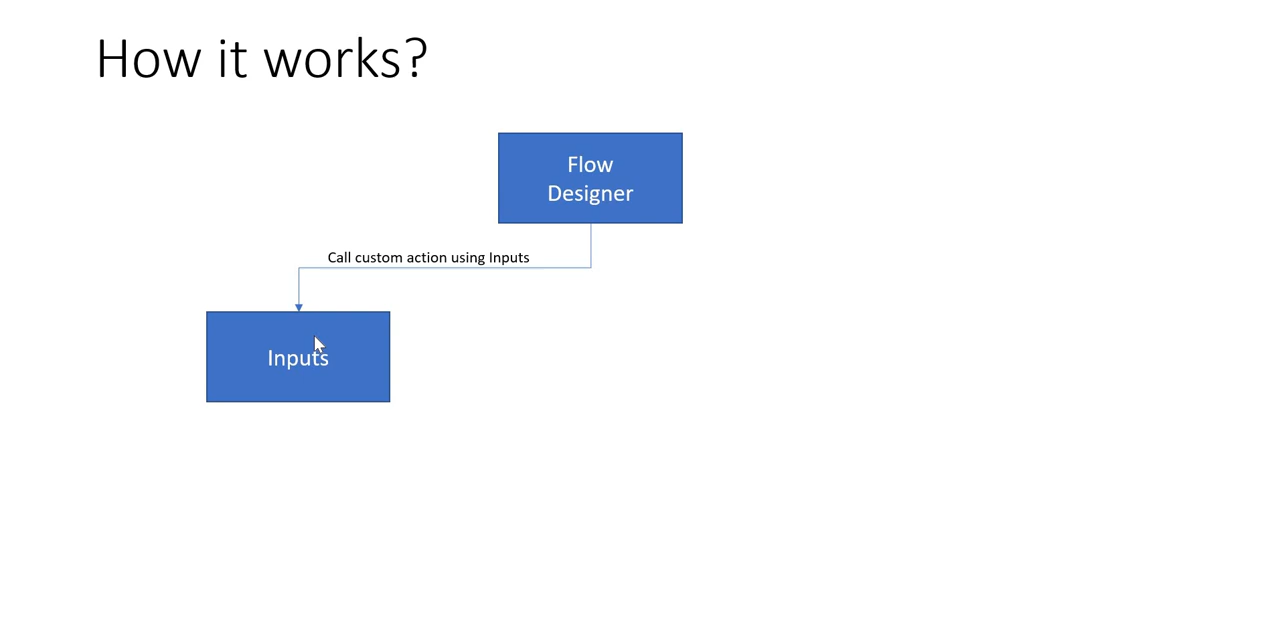 How it works?
Flow
Designer
Call custom action using Inputs
Inputs